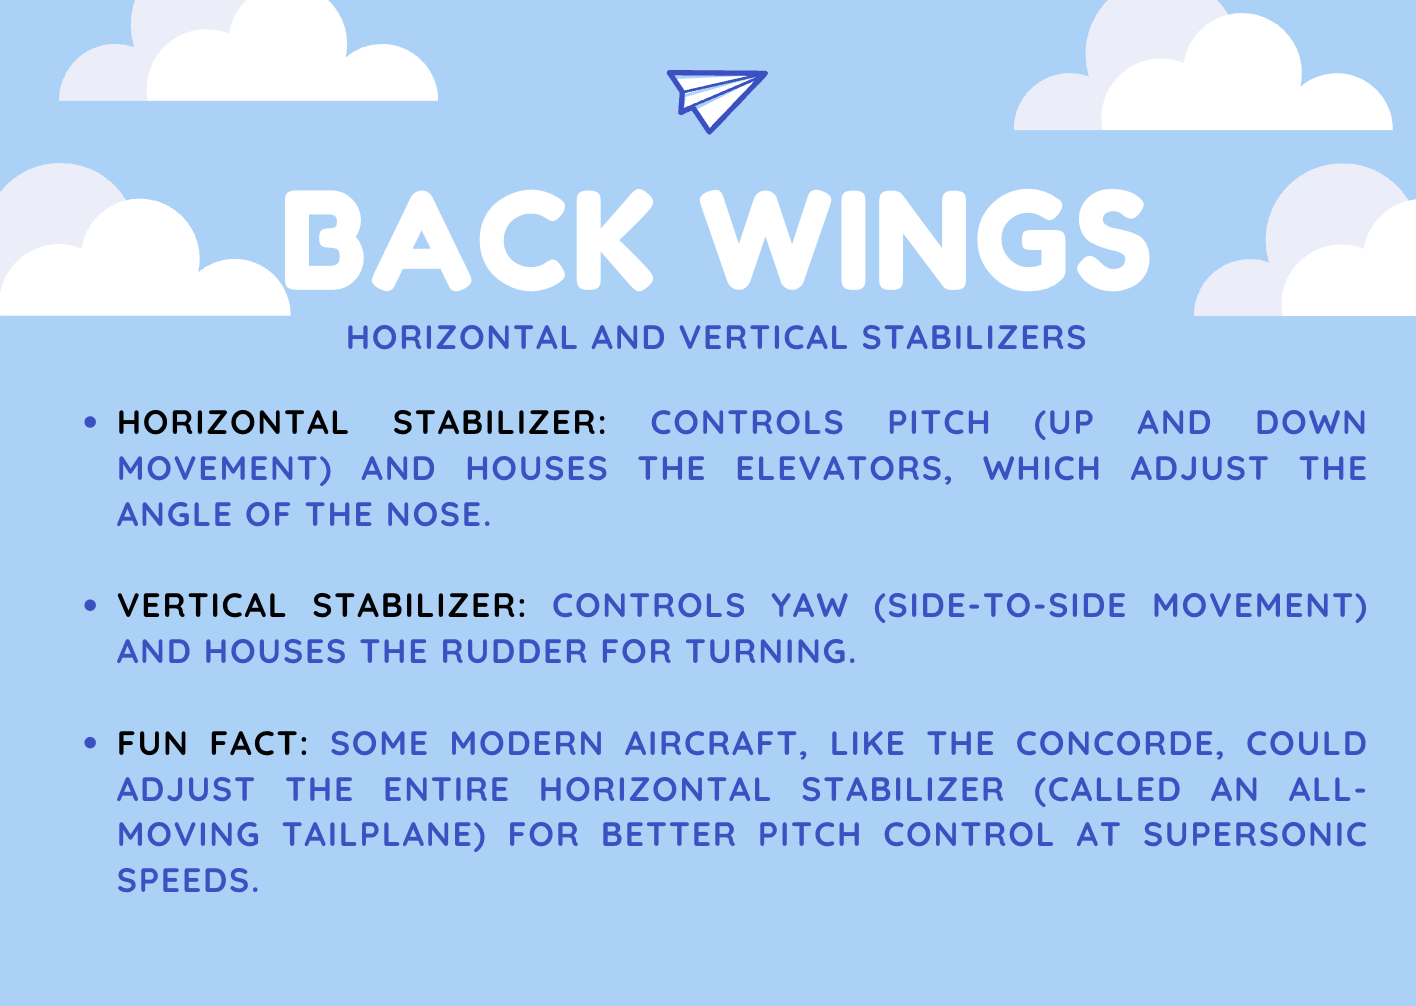 BACK WINGS
HORIZONTAL AND VERTICAL STABILIZERS
• HORIZONTAL STABILIZER: CONTROLS PITCH (UP AND DOWN
MOVEMENT) AND HOUSES THE ELEVATORS, WHICH ADJUST THE
ANGLE OF THE NOSE.
• VERTICAL STABILIZER: CONTROLS YAW (SIDE-TO-SIDE MOVEMENT)
AND HOUSES THE RUDDER FOR TURNING.
• FUN FACT: SOME MODERN AIRCRAFT, LIKE THE CONCORDE, COULD
ADJUST THE ENTIRE HORIZONTAL STABILIZER (CALLED AN ALL-
MOVING TAILPLANE) FOR BETTER PITCH CONTROL AT SUPERSONIC
SPEEDS.